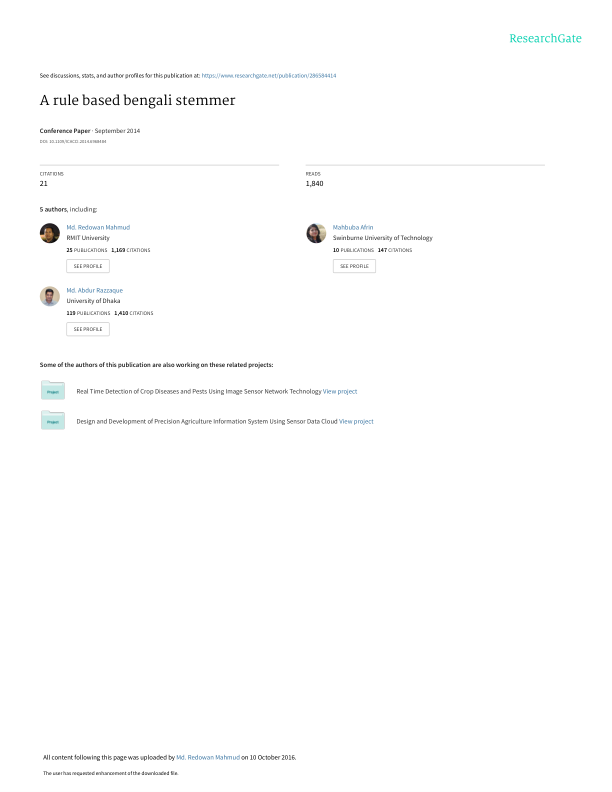 ResearchGate
See discussions, stats, and author profiles for this publication at: https://www.researchgate.net/publication/286584414
A rule based bengali stemmer
Conference Paper · September 2014
DOI: 10.1109/ICACCI.2014.6968484
CITATIONS
21
READS
1,840
5 authors, including:
Md. Redowan Mahmud
RMIT University
25 PUBLICATIONS 1,169 CITATIONS
SEE PROFILE
Mahbuba Afrin
Swinburne University of Technology
10 PUBLICATIONS 147 CITATIONS
SEE PROFILE
Md. Abdur Razzaque
University of Dhaka
119 PUBLICATIONS 1,410 CITATIONS
SEE PROFILE
Some of the authors of this publication are also working on these related projects:
Project
Real Time Detection of Crop Diseases and Pests Using Image Sensor Network Technology View project
Project
Design and Development of Precision Agriculture Information System Using Sensor Data Cloud View project
All content following this page was uploaded by Md. Redowan Mahmud on 10 October 2016.
The user has requested enhancement of the downloaded file.